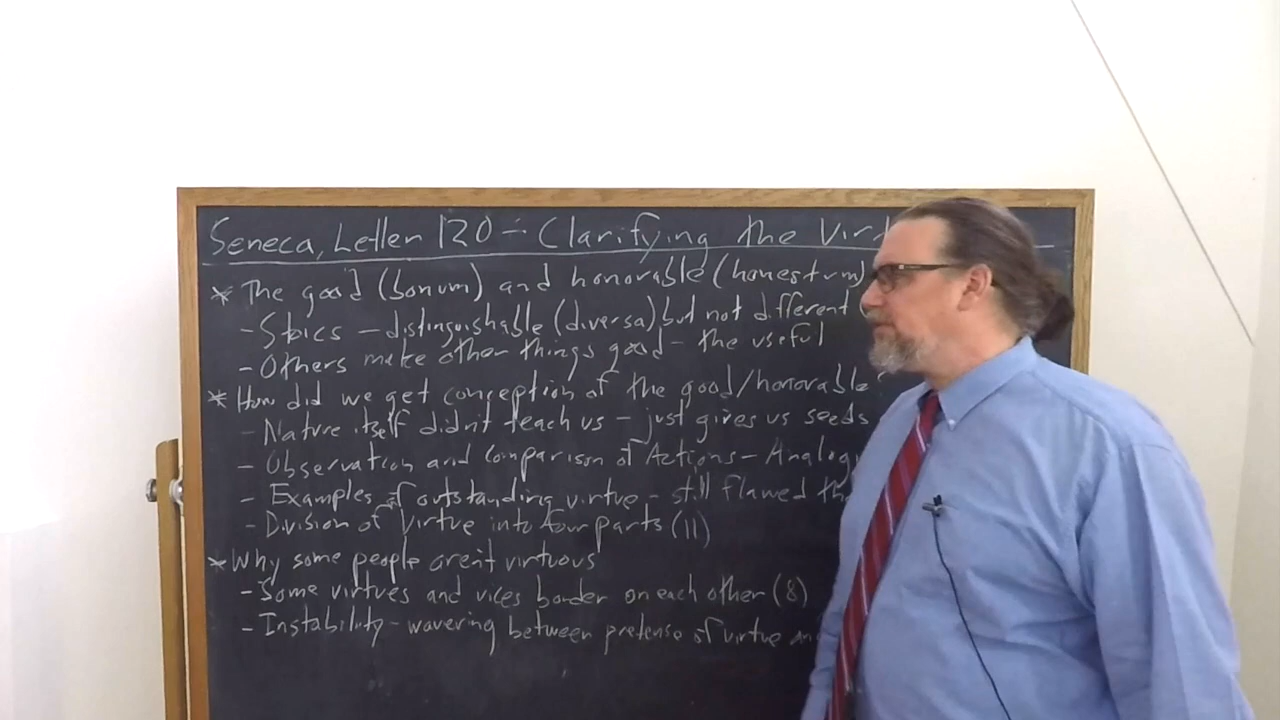 Seneca, Letter 120 - Clarifying the Virt
* The good (bonum) and honorable (honestum)
- Stoics - distinguishable (diversa) but not different
- Others make other things good - the useful
* How did we get conception of the good/honorable
- Nature itself didn't teach us - just gives us seeds
- Observation and Comparison of Actions - Analog
- Examples of outstanding virtue - still flawed th
- Division of Virtue into four parts (11)
* Why some people aren't virtuous
- Some virtues and vices border on each other (8)
- Instability - wavering between pretense of virtue an